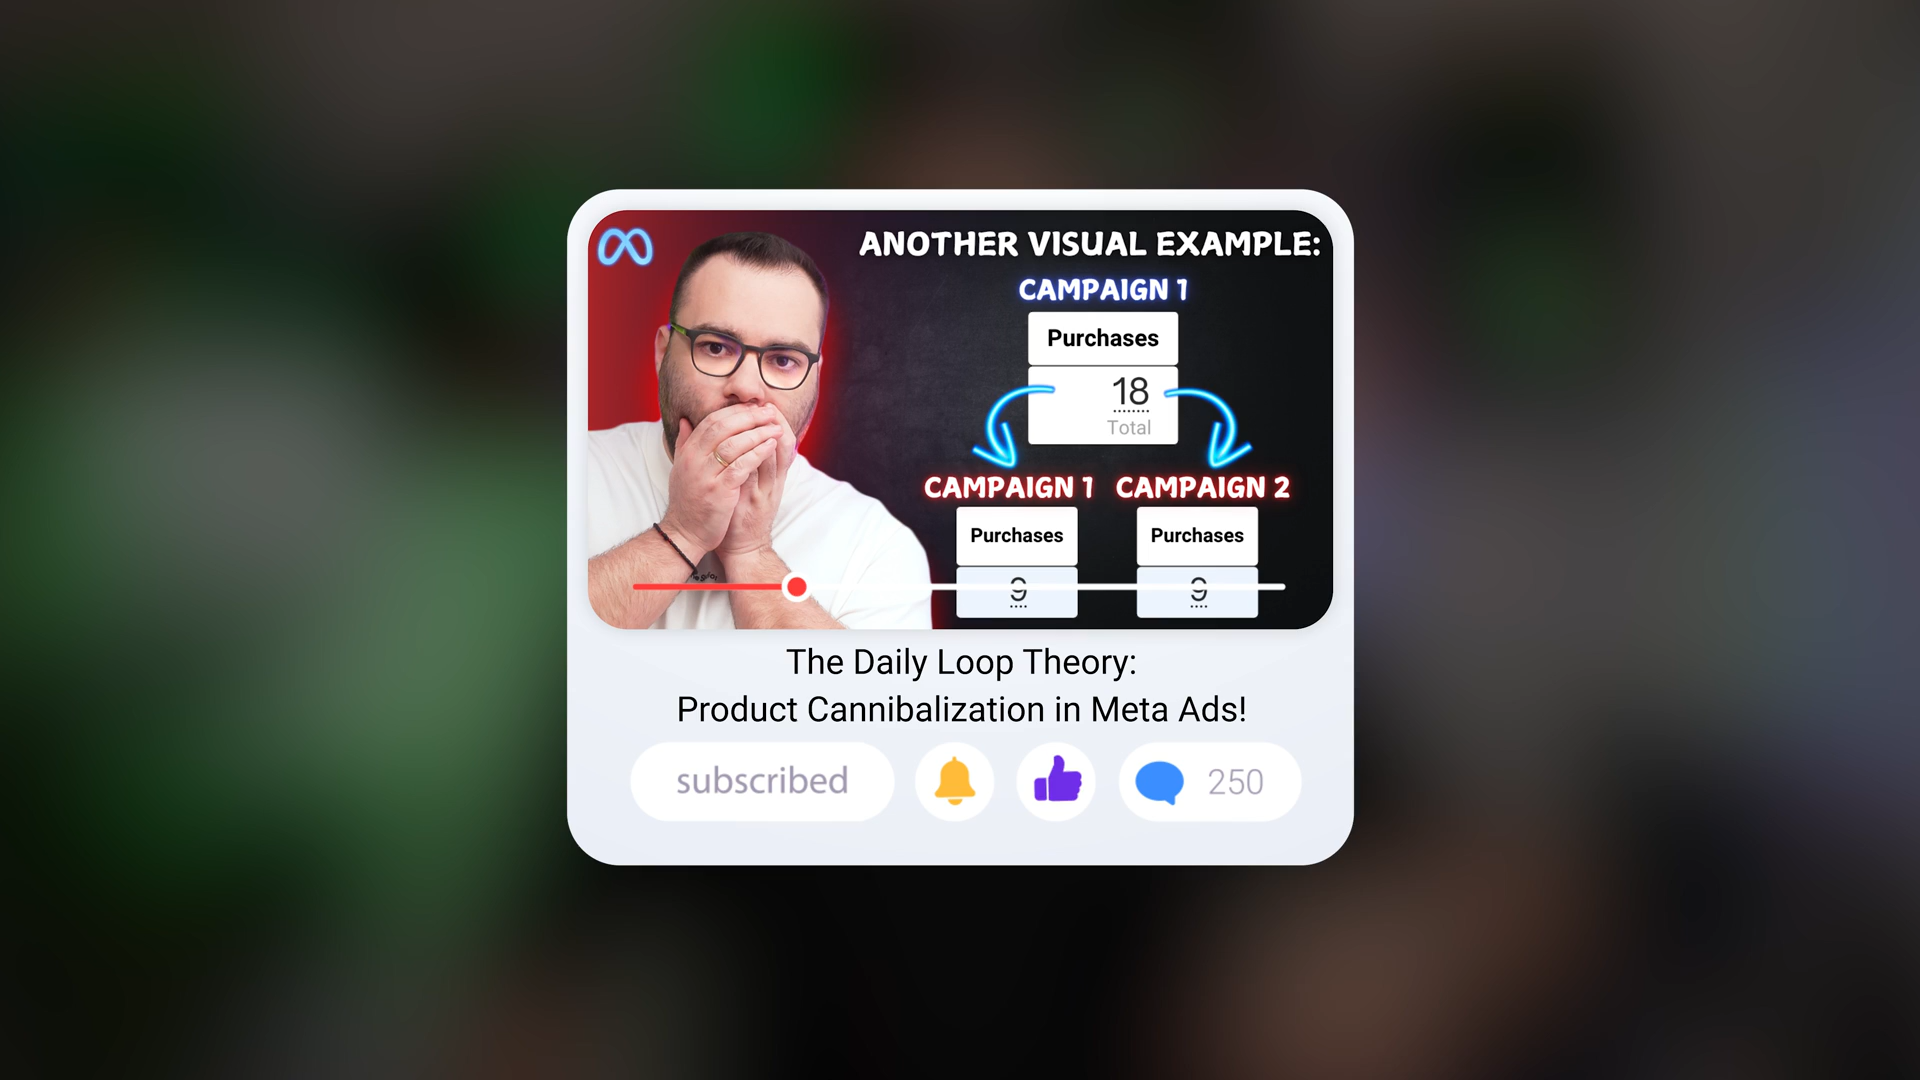 ANOTHER VISUAL EXAMPLE:
CAMPAIGN 1
Purchases
18
Total
CAMPAIGN 1 CAMPAIGN 2
Purchases Purchases
9 9
The Daily Loop Theory:
Product Cannibalization in Meta Ads!
subscribed 250